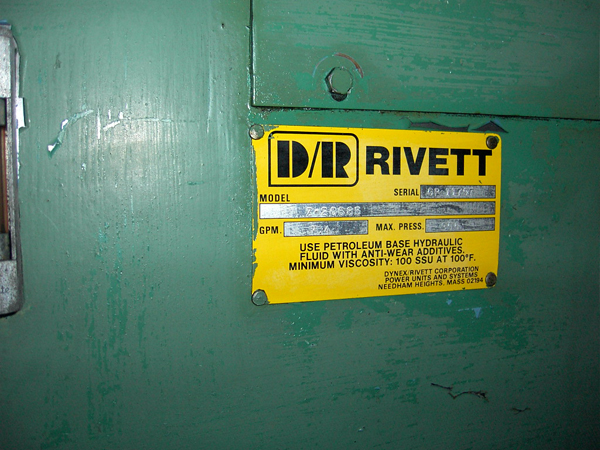 D/R RIVETT
SERIAL
MODEL
GPM. MAX. PRESS.
USE PETROLEUM BASE HYDRAULIC
FLUID WITH ANTI-WEAR ADDITIVES.
MINIMUM VISCOSITY: 100 SSU AT 100°F.
DYNEX/RIVETT CORPORATION
POWER UNITS AND SYSTEMS
NEEDHAM HEIGHTS, MASS 02194